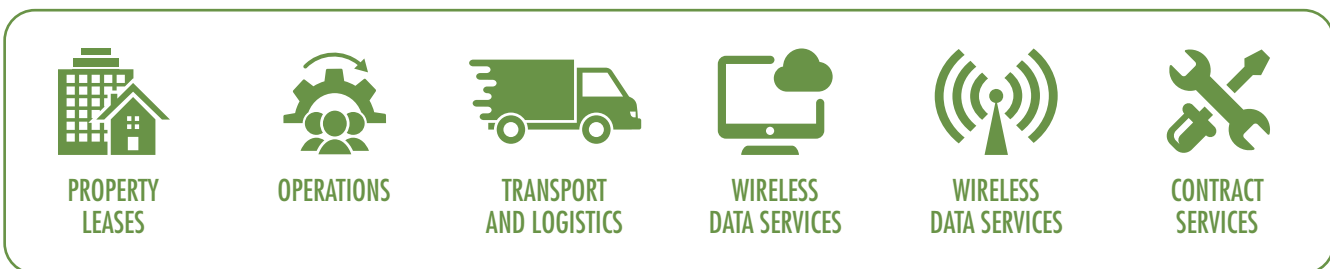 PROPERTY
LEASES
OPERATIONS
TRANSPORT
AND LOGISTICS
WIRELESS
DATA SERVICES
WIRELESS
DATA SERVICES
CONTRACT
SERVICES